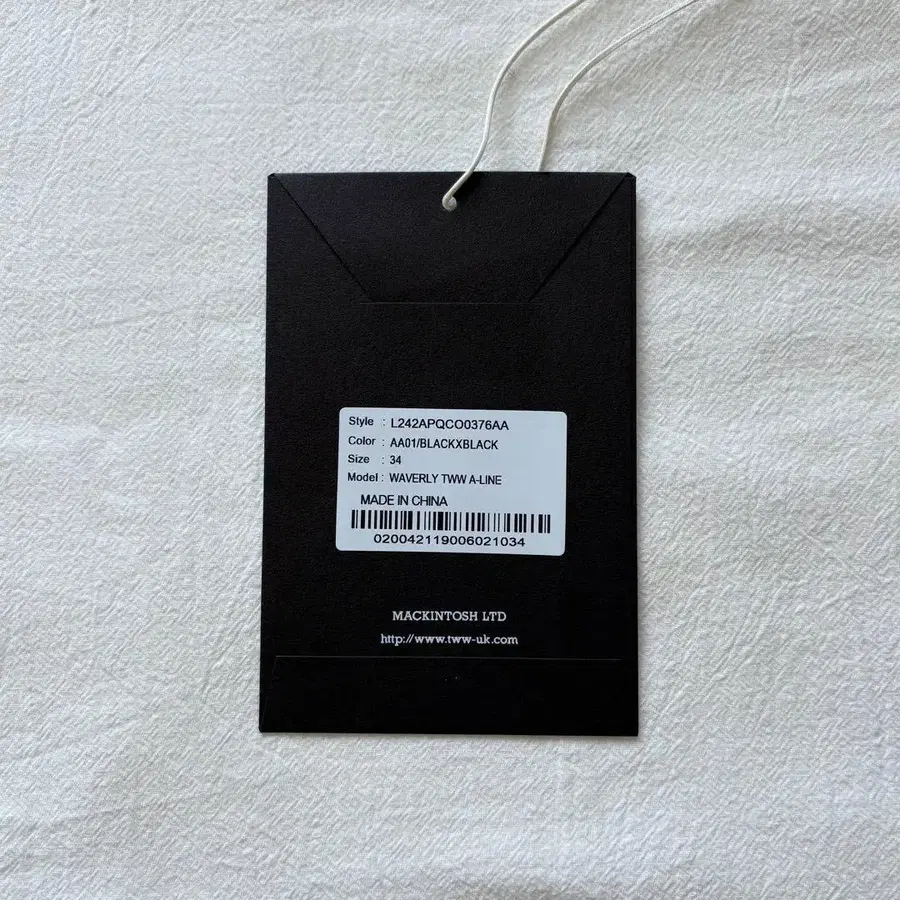 Style : L242APQCO0376AA
Color : AA01/BLACKXBLACK
Size : 34
Model : WAVERLY TWW A-LINE
MADE IN CHINA
020042119006021034
MACKINTOSH LTD
http://www.tww-uk.com